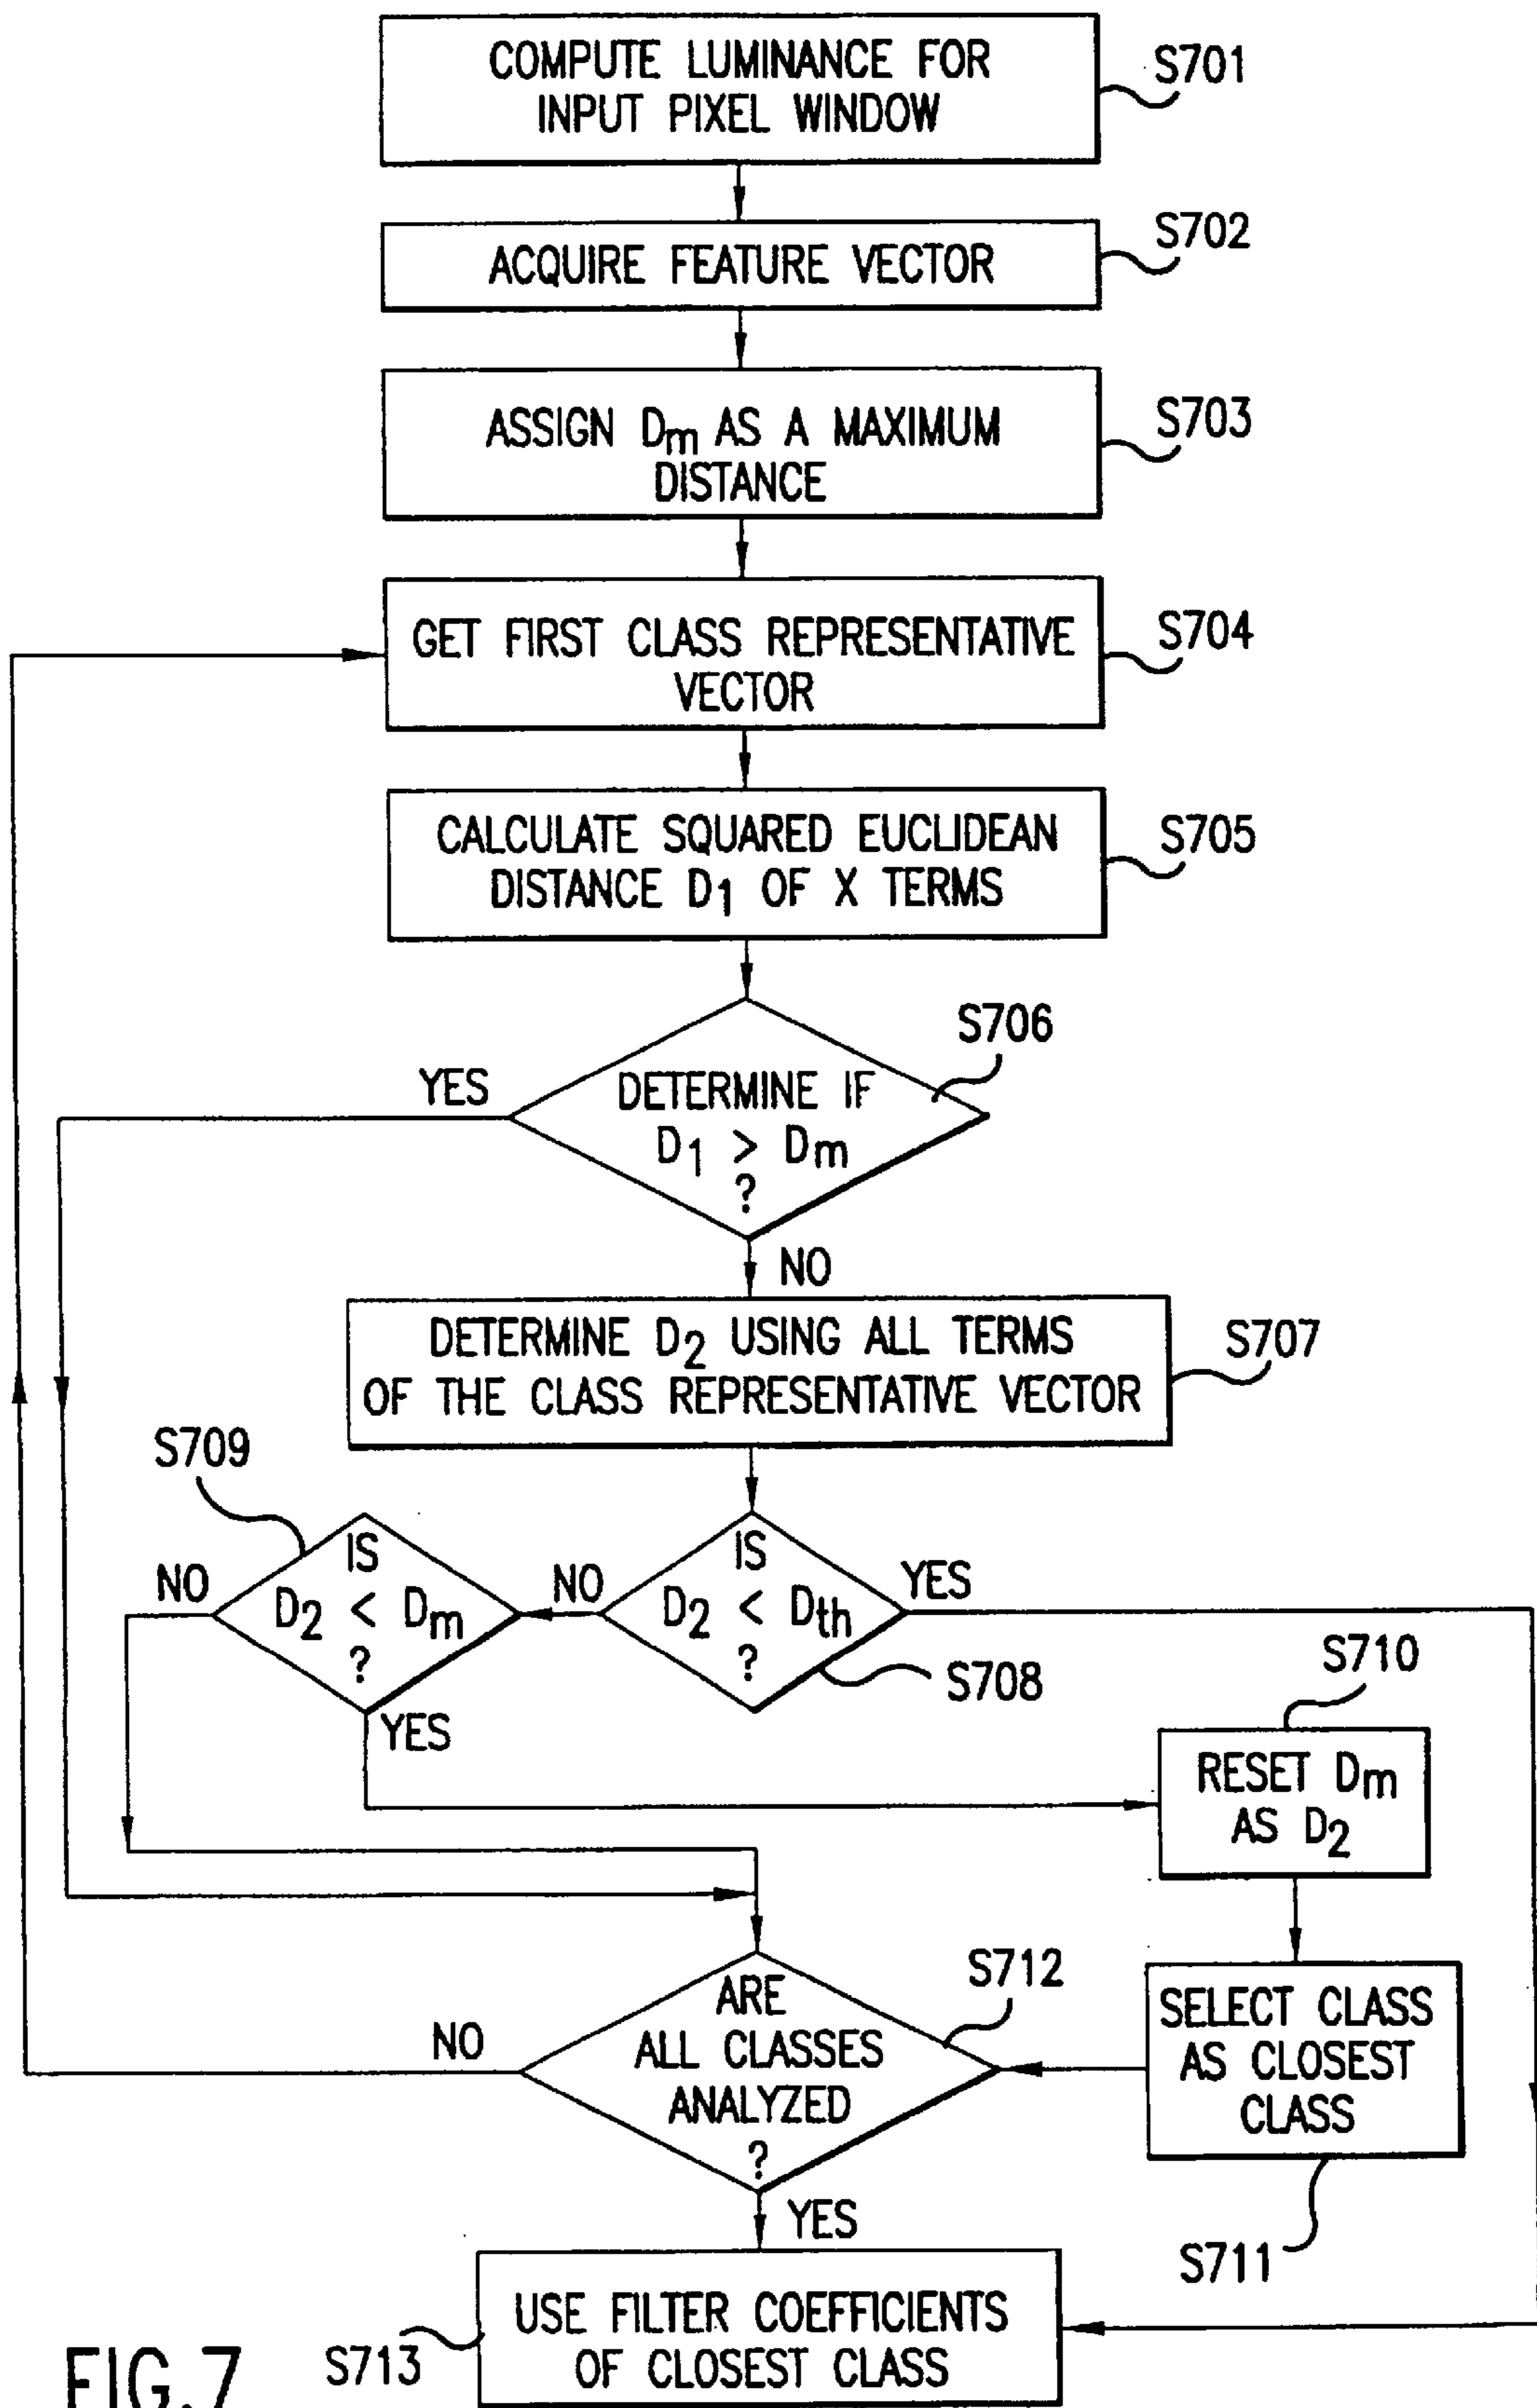 COMPUTE LUMINANCE FOR
INPUT PIXEL WINDOW
S701
ACQUIRE FEATURE VECTOR
S702
ASSIGN Dm AS A MAXIMUM
DISTANCE
S703
GET FIRST CLASS REPRESENTATIVE
VECTOR
S704
CALCULATE SQUARED EUCLIDEAN
DISTANCE D1 OF X TERMS
S705
S706
YES
DETERMINE IF
D1 > Dm
?
NO
DETERMINE D2 USING ALL TERMS
OF THE CLASS REPRESENTATIVE VECTOR
S707
S709
NO
IS
D2 < Dm
?
YES
NO
IS
D2 < Dth
?
YES
S708
S710
RESET Dm
AS D2
S712
NO
ARE
ALL CLASSES
ANALYZED
?
YES
SELECT CLASS
AS CLOSEST
CLASS
S711
USE FILTER COEFFICIENTS
OF CLOSEST CLASS
S713
FIG.7